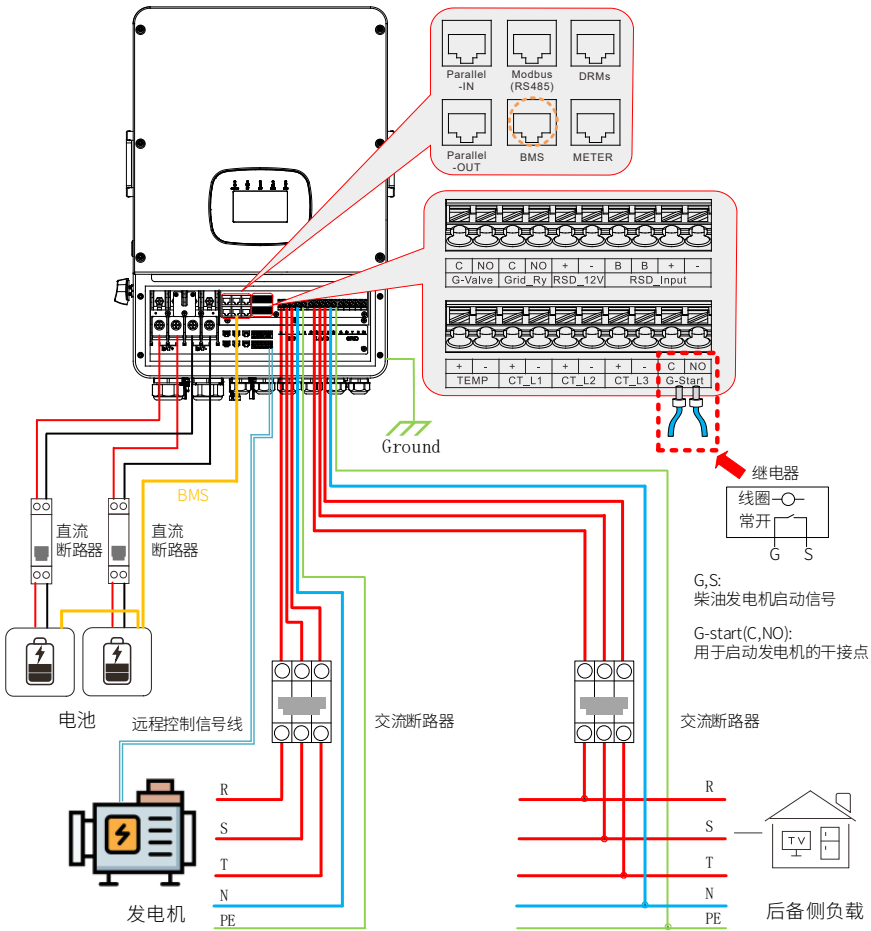 Parallel
-IN
Modbus
(RS485)
DRMs
Parallel
-OUT
BMS
METER
C NO C NO + - B B + -
G-Valve Grid_Ry RSD_12V RSD_Input
+ - + - + - + - C NO
TEMP CT_L1 CT_L2 CT_L3 G-Start
BAT+
BAT-
GRID
Ground
继电器
线圈
常开
G S
BMS
直流
断路器
直流
断路器
G,S:
柴油发电机启动信号
G-start(C,NO):
用于启动发电机的干接点
电池
远程控制信号线
交流断路器
交流断路器
R
S
T
N
PE
发电机
R
S
T
N
PE
TV
后备侧负载